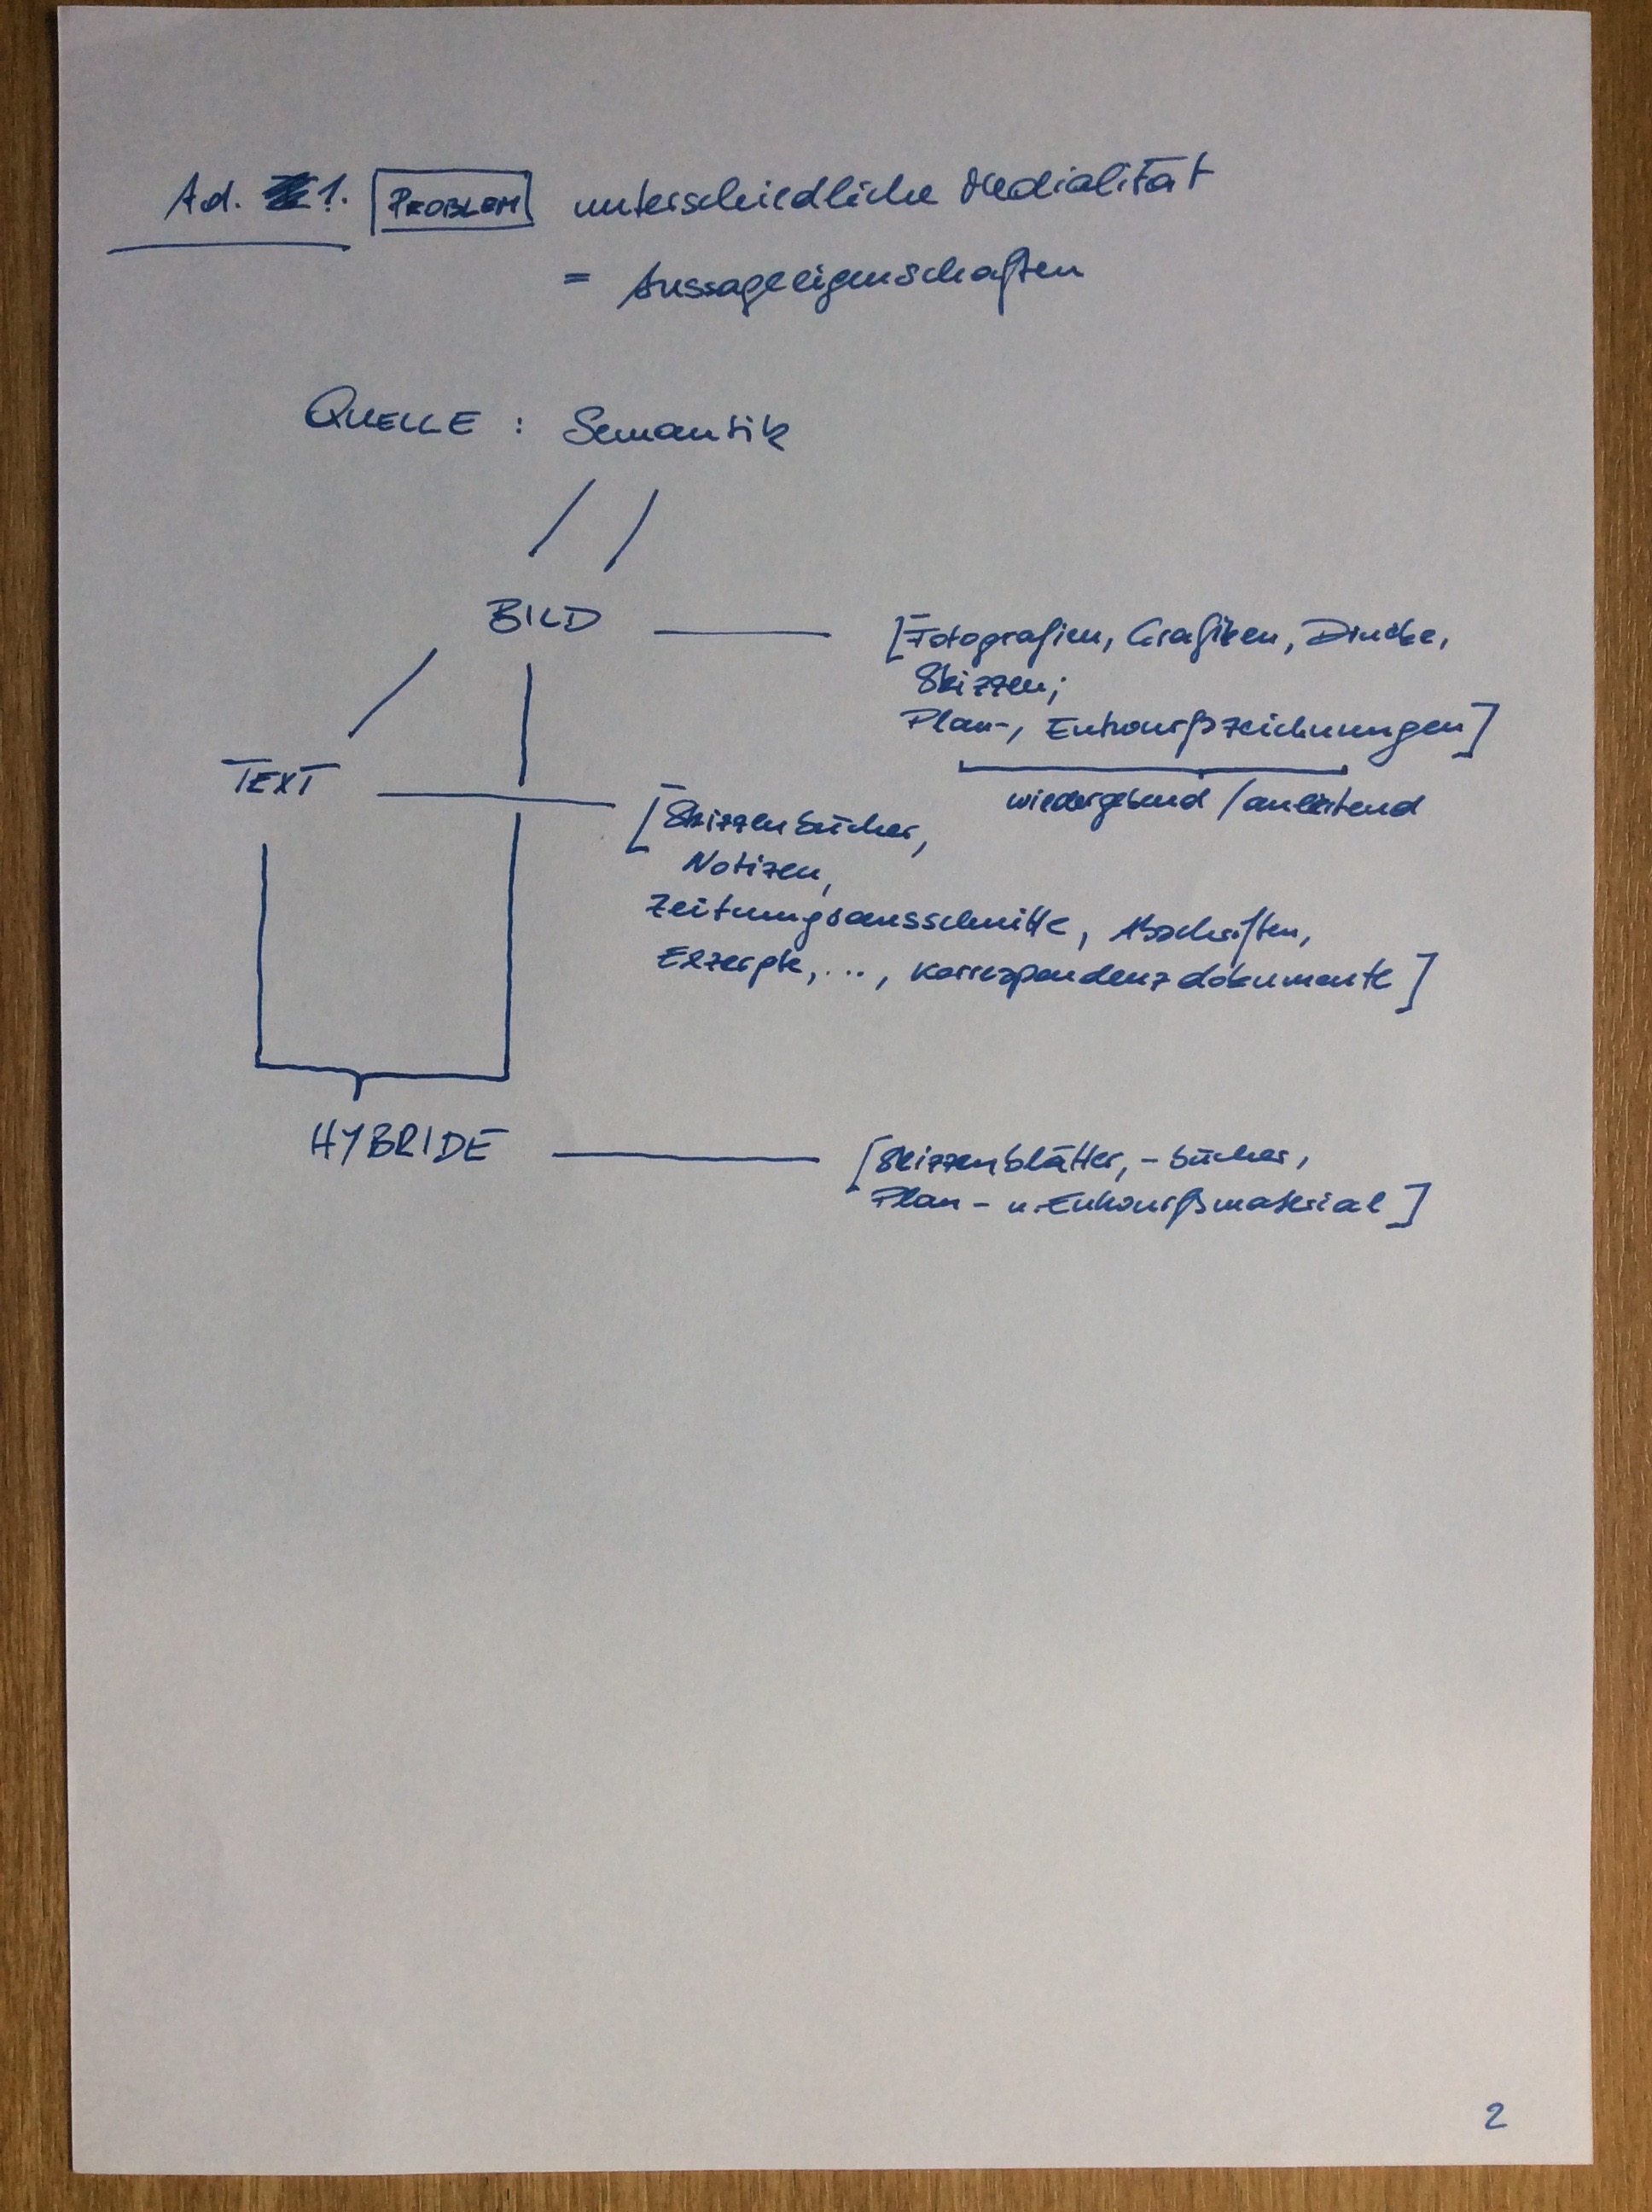 Ad. 1. PROBLEM unterschiedliche Medialität
= Aussageeigenschaften
QUELLE : Semantik
BILD
[Fotografien, Grafiken, Drucke,
Skizzen;
Plan-, Entwurfszeichnungen]
wiedergebend / anleitend
TEXT
[Skizzenbücher,
Notizen,
Zeitungsausschnitte, Abschriften,
Exzerpte, ..., Korrespondenzdokumente]
HYBRIDE
[Skizzenblätter, -bücher,
Plan- u. Entwurfsmaterial]
2